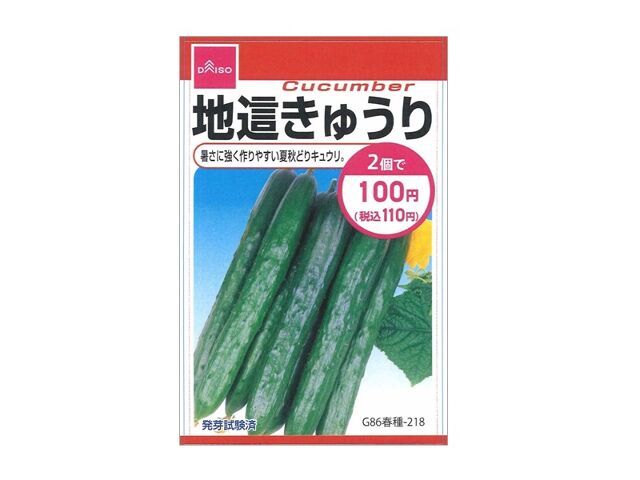 DAISO
Cucumber
地這きゅうり
暑さに強く作りやすい夏秋どりキュウリ。
2個で
100円
(税込110円)
発芽試験済
G86春種-218